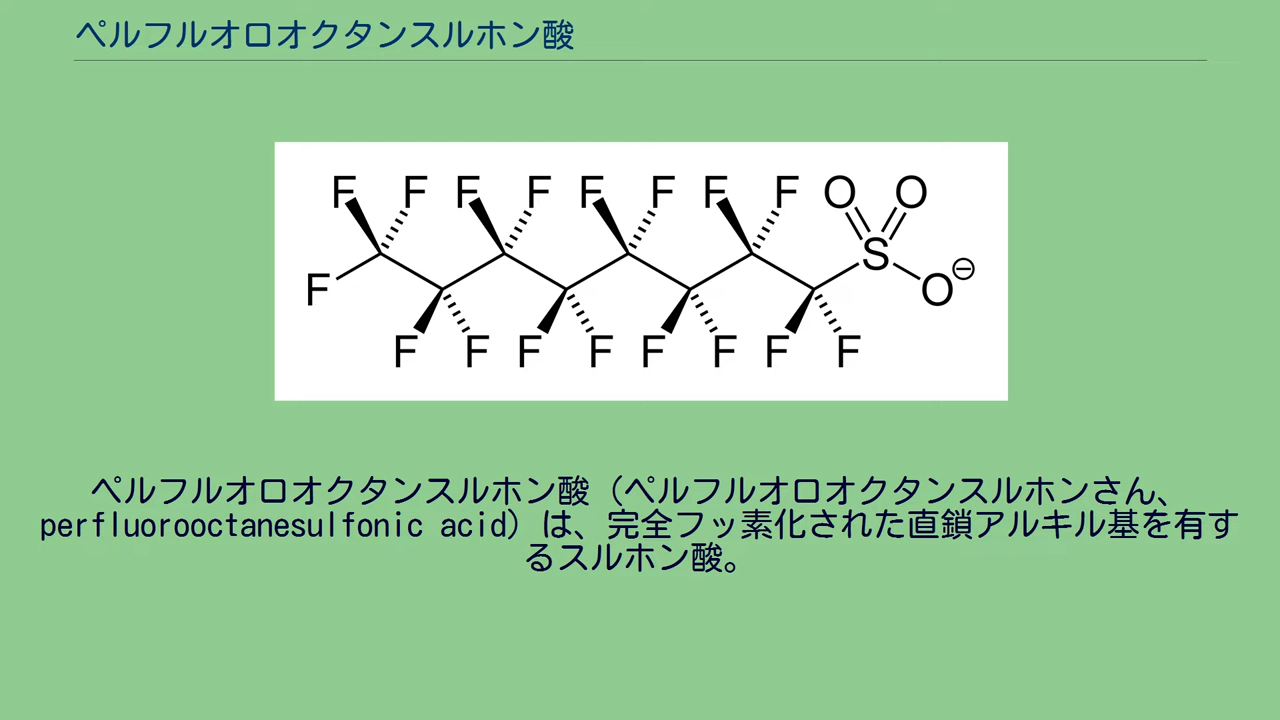 ペルフルオロオクタンスルホン酸
F F F F F F F F O O
S
F O ⊖
F F F F F F F F
ペルフルオロオクタンスルホン酸（ペルフルオロオクタンスルホンさん、
perfluorooctanesulfonic acid）は、完全フッ素化された直鎖アルキル基を有す
るスルホン酸。